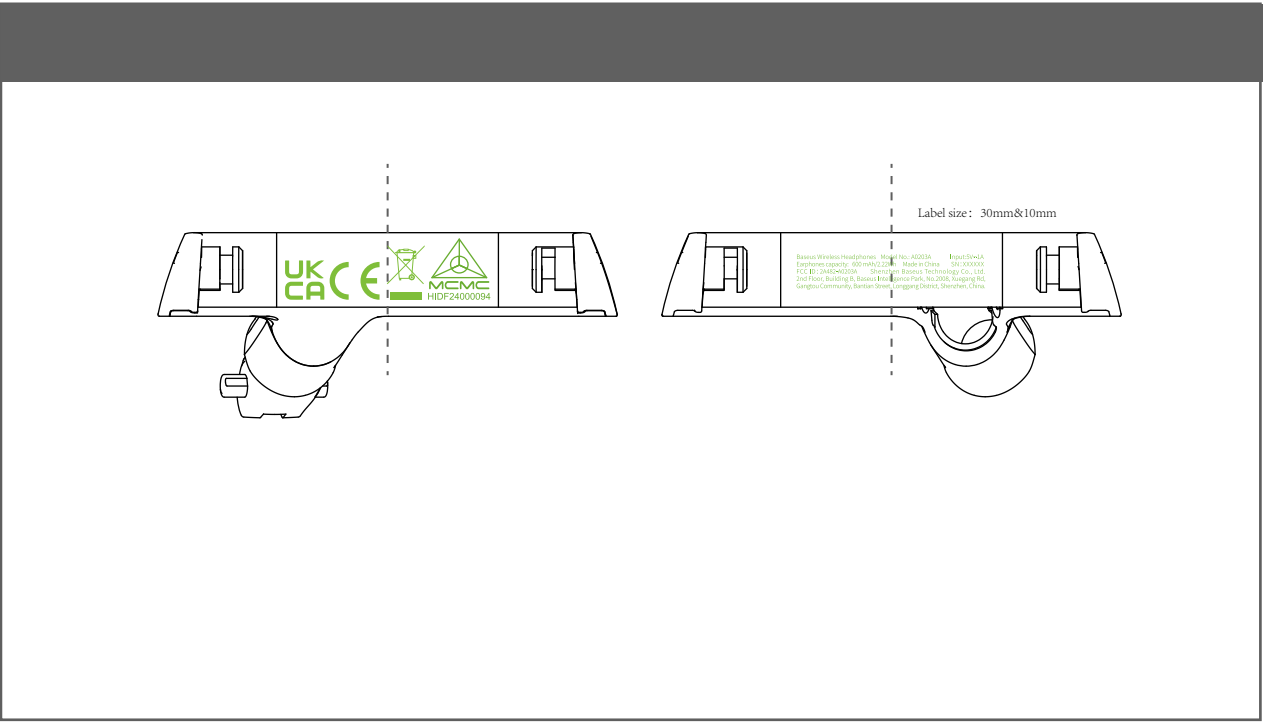 Label size: 30mm&10mm
UK
CA CE
MCMC
HIDF24000094
Baseus Wireless Headphones Model No.: A0203A Input:5V⎓1A
Earphones capacity: 600 mAh/2.22Wh Made in China SN:XXXXXX
FCC ID : 2A482-A0203A Shenzhen Baseus Technology Co., Ltd.
2nd Floor, Building B, Baseus Intelligence Park, No.2008, Xuegang Rd,
Gangtou Community, Bantian Street, Longgang District, Shenzhen, China.